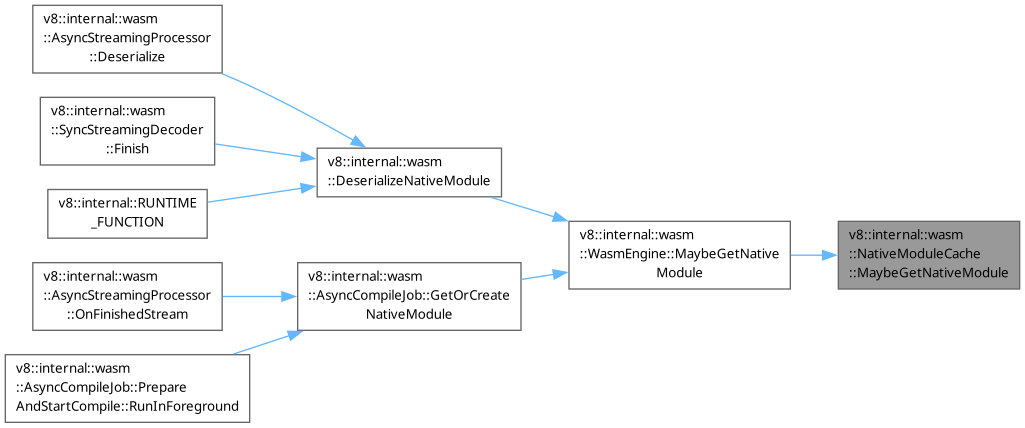 v8::internal::wasm
::AsyncStreamingProcessor
::Deserialize
v8::internal::wasm
::SyncStreamingDecoder
::Finish
v8::internal::RUNTIME
_FUNCTION
v8::internal::wasm
::AsyncStreamingProcessor
::OnFinishedStream
v8::internal::wasm
::AsyncCompileJob::Prepare
AndStartCompile::RunInForeground
v8::internal::wasm
::DeserializeNativeModule
v8::internal::wasm
::AsyncCompileJob::GetOrCreate
NativeModule
v8::internal::wasm
::WasmEngine::MaybeGetNative
Module
v8::internal::wasm
::NativeModuleCache
::MaybeGetNativeModule